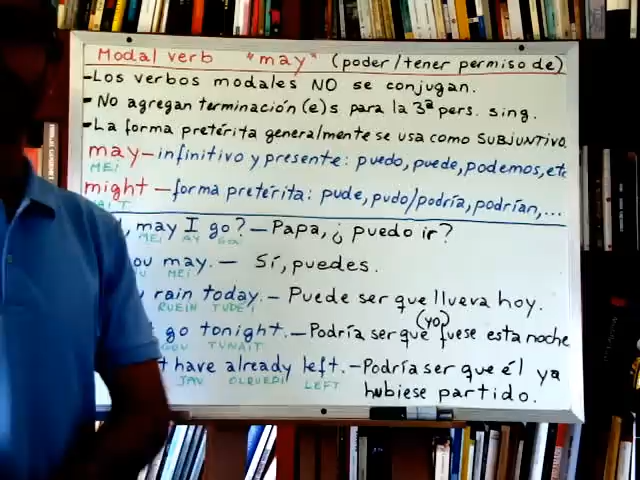 Modal verb "may" (poder/tener permiso de)
-Los verbos modales NO se conjugan.
-No agregan terminación (e)s para la 3ª pers. sing.
-La forma pretérita generalmente se usa como SUBJUNTIVO.
may-infinitivo y presente: puedo, puede, podemos, etc
MEI
might-forma pretérita: pude, pudo/podría, podrían,...
, may I go?-Papa, ¿puedo ir?
MEI AY GOU
ou may.- Sí, puedes.
MEI
rain today.- Puede ser que llueva hoy.
RUEIN TUDEI
(yo)
go tonight.-Podría ser que fuese esta noche
GOU TUNAIT
t have already left.-Podría ser que él ya
JAV OLRUEDI LEFT
hubiese partido.